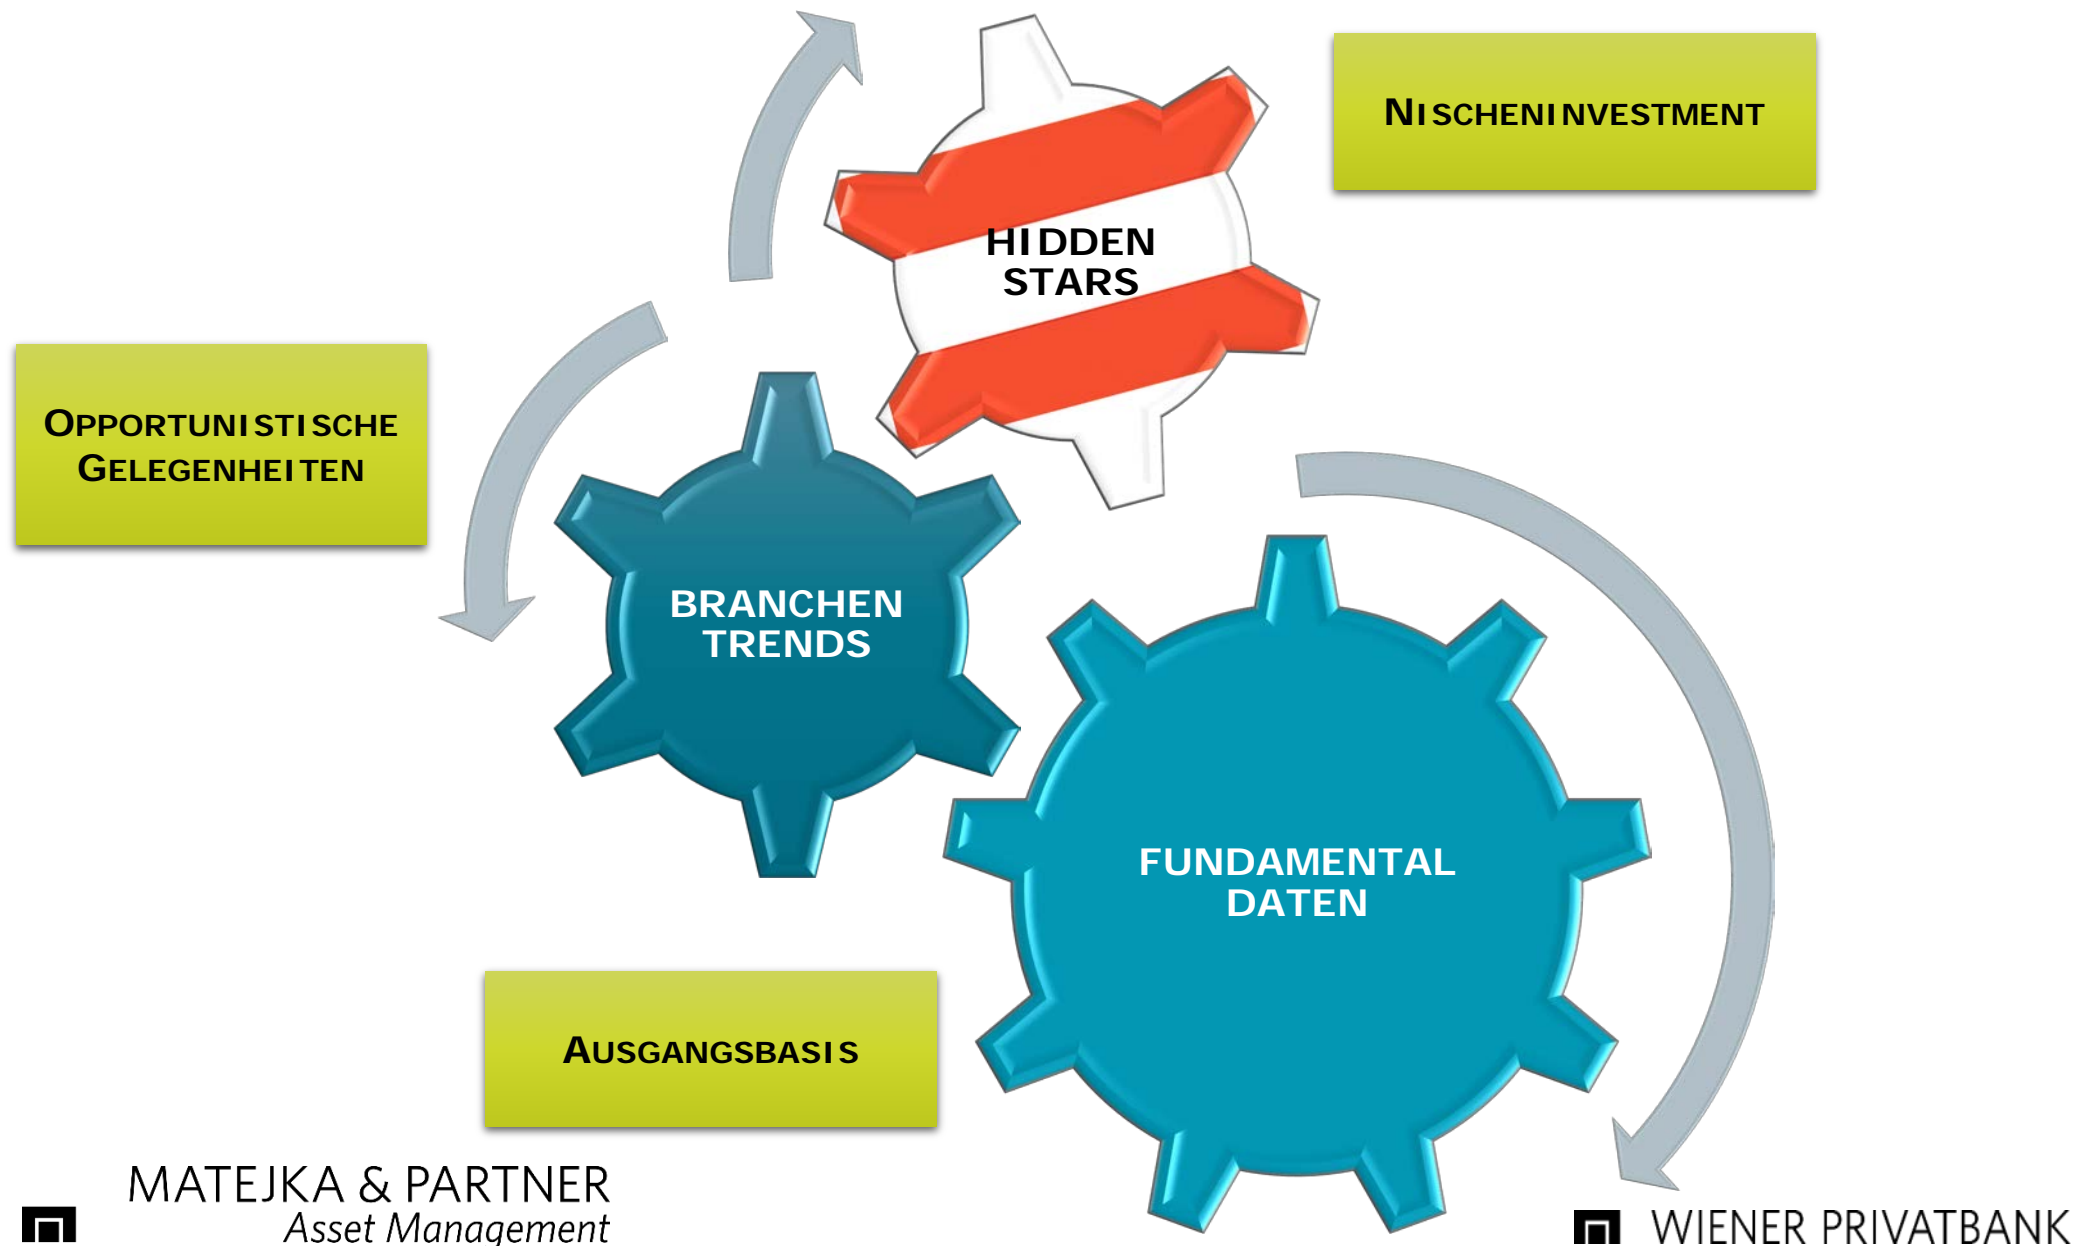 NISCHENINVESTMENT
HIDDEN
STARS
OPPORTUNISTISCHE
GELEGENHEITEN
BRANCHEN
TRENDS
FUNDAMENTAL
DATEN
AUSGANGSBASIS
MATEJKA & PARTNER
Asset Management
WIENER PRIVATBANK